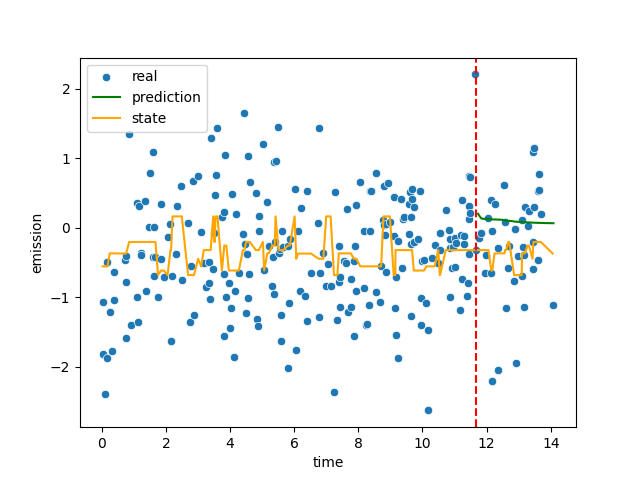 real
prediction
state
2
1
0
−1
−2
emission
0 2 4 6 8 10 12 14
time